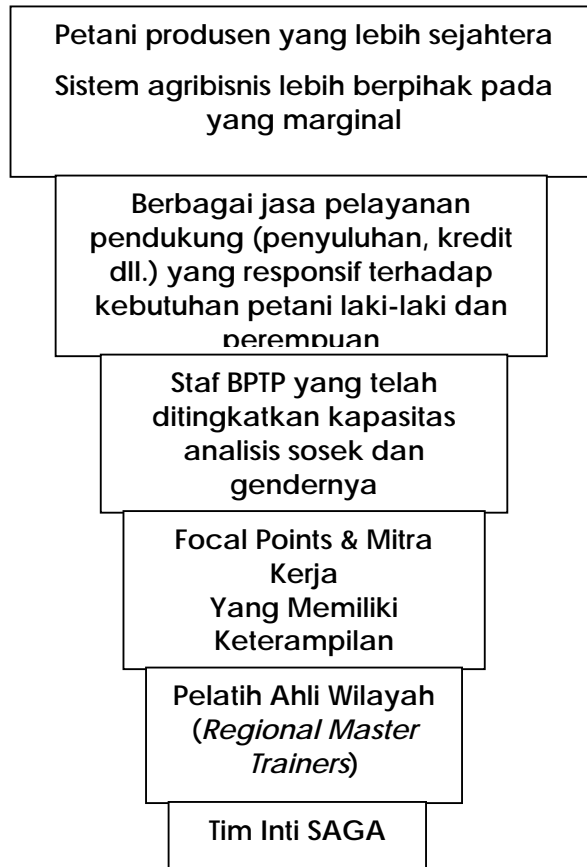 Petani produsen yang lebih sejahtera
Sistem agribisnis lebih berpihak pada
yang marginal
Berbagai jasa pelayanan
pendukung (penyuluhan, kredit
dll.) yang responsif terhadap
kebutuhan petani laki-laki dan
perempuan
Staf BPTP yang telah
ditingkatkan kapasitas
analisis sosek dan
gendernya
Focal Points & Mitra
Kerja
Yang Memiliki
Keterampilan
Pelatih Ahli Wilayah
(Regional Master
Trainers)
Tim Inti SAGA